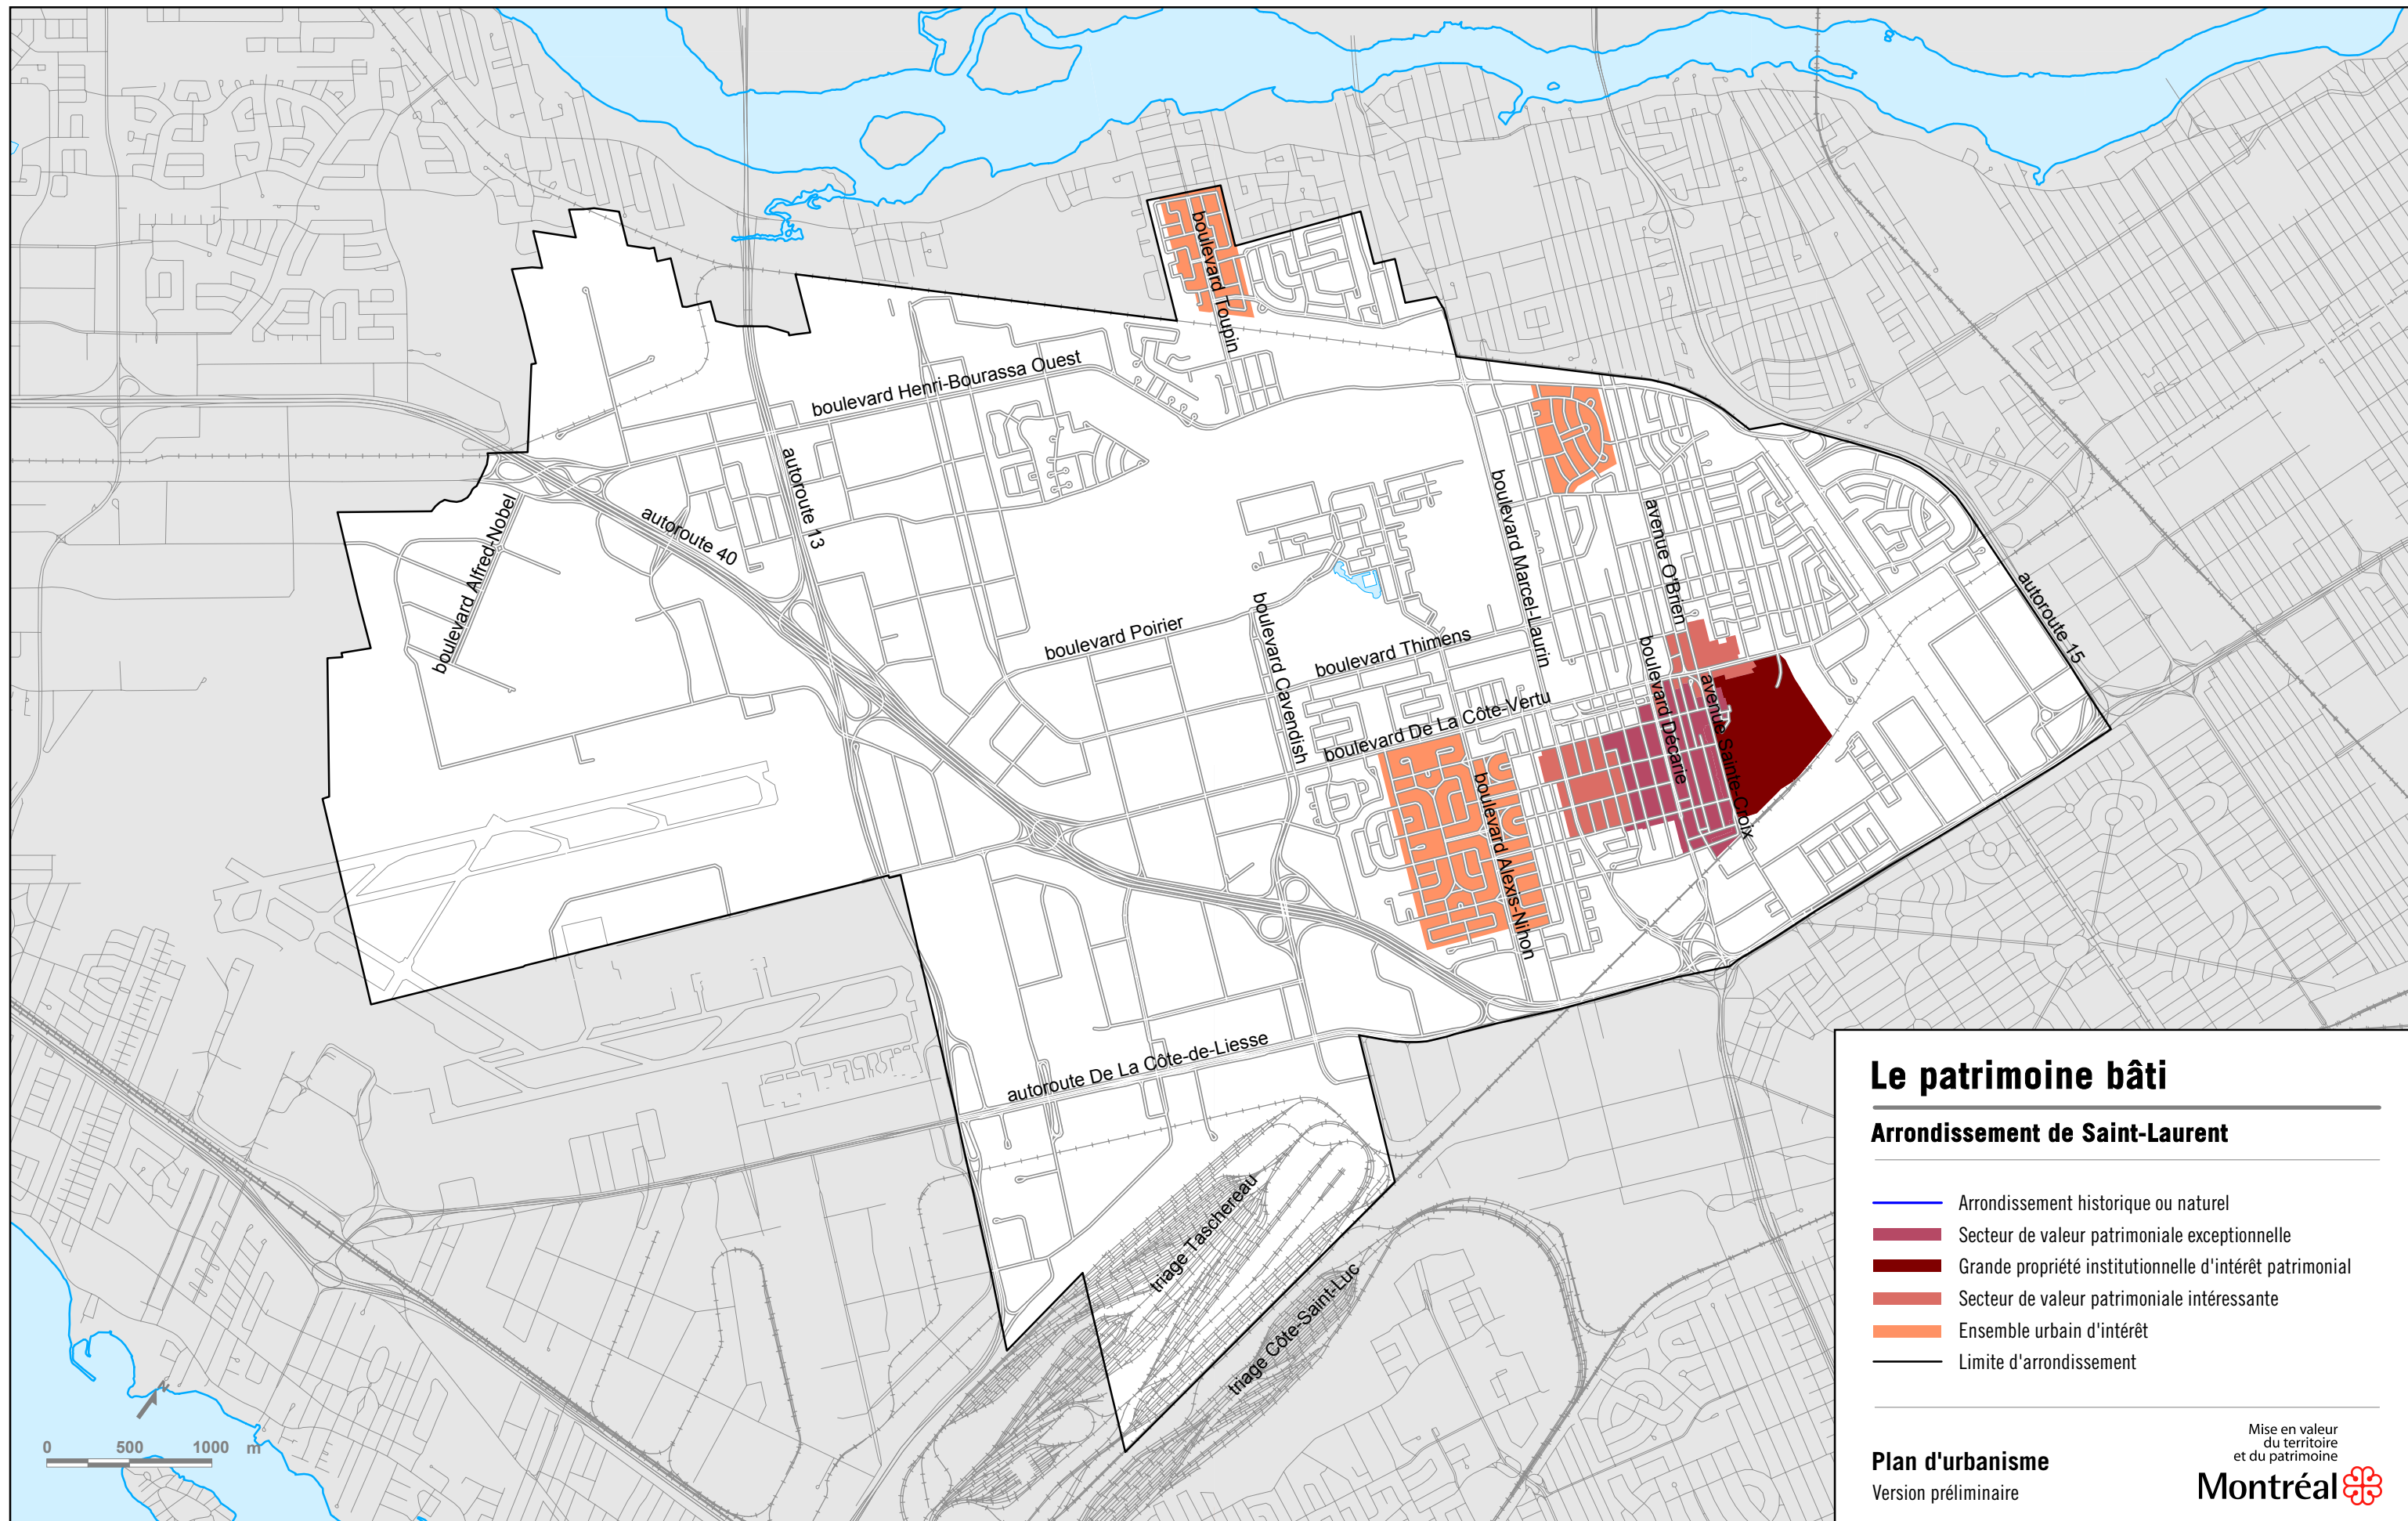 boulevard Toupin
boulevard Henri-Bourassa Ouest
autoroute 13
autoroute 40
boulevard Alfred-Nobel
boulevard Marcel-Laurin
avenue O'Brien
autoroute 15
boulevard Poirier
boulevard Cavendish
boulevard Thimens
boulevard De La Côte-Vertu
boulevard Décarie
avenue Sainte-Croix
boulevard Alexis-Nihon
autoroute De La Côte-de-Liesse
triage Taschereau
triage Côte-Saint-Luc
N
0 500 1000 m
Le patrimoine bâti
Arrondissement de Saint-Laurent
Arrondissement historique ou naturel
Secteur de valeur patrimoniale exceptionnelle
Grande propriété institutionnelle d'intérêt patrimonial
Secteur de valeur patrimoniale intéressante
Ensemble urbain d'intérêt
Limite d'arrondissement
Plan d'urbanisme
Version préliminaire
Mise en valeur
du territoire
et du patrimoine
Montréal